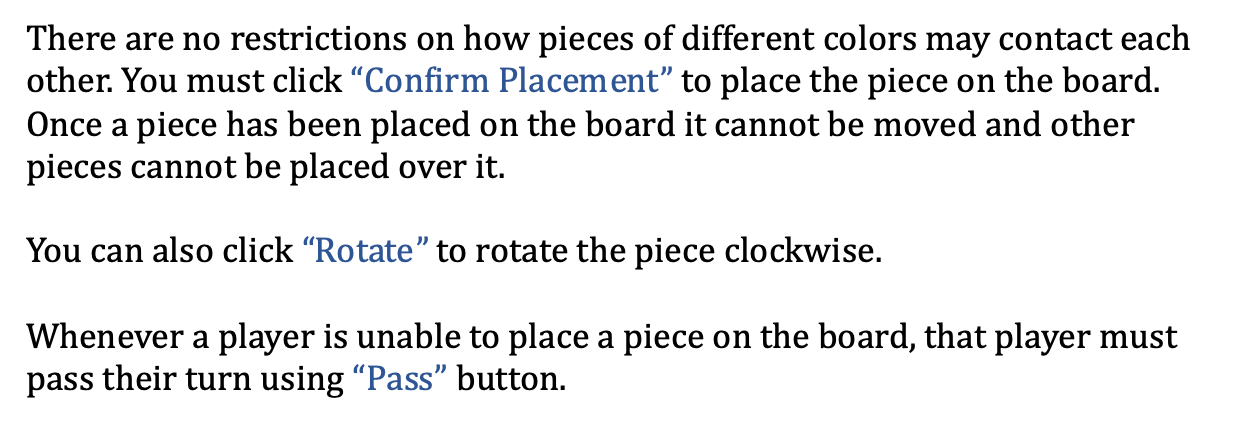 There are no restrictions on how pieces of different colors may contact each
other. You must click “Confirm Placement” to place the piece on the board.
Once a piece has been placed on the board it cannot be moved and other
pieces cannot be placed over it.
You can also click “Rotate” to rotate the piece clockwise.
Whenever a player is unable to place a piece on the board, that player must
pass their turn using “Pass” button.